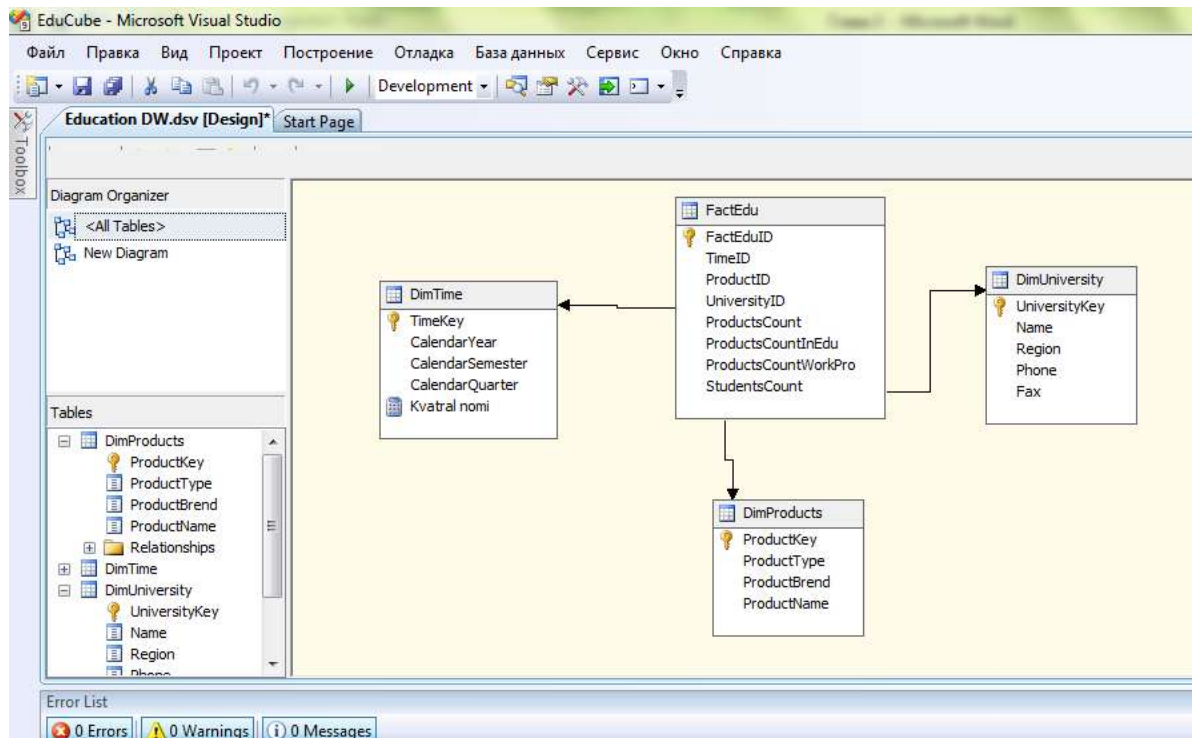 EduCube - Microsoft Visual Studio
Файл Правка Вид Проект Построение Отладка База данных Сервис Окно Справка
Development
Education DW.dsv [Design]* Start Page
Toolbox
Diagram Organizer
<All Tables>
New Diagram
Tables
DimProducts
ProductKey
ProductType
ProductBrend
ProductName
Relationships
DimTime
DimUniversity
UniversityKey
Name
Region
Phone
DimTime
TimeKey
CalendarYear
CalendarSemester
CalendarQuarter
Kvatral nomi
FactEdu
FactEduID
TimeID
ProductID
UniversityID
ProductsCount
ProductsCountInEdu
ProductsCountWorkPro
StudentsCount
DimUniversity
UniversityKey
Name
Region
Phone
Fax
DimProducts
ProductKey
ProductType
ProductBrend
ProductName
Error List
0 Errors 0 Warnings 0 Messages